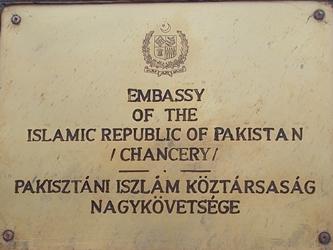 EMBASSY
OF THE
ISLAMIC REPUBLIC OF PAKISTAN
/ CHANCERY /
PAKISZTÁNI ISZLÁM KÖZTÁRSASÁG
NAGYKÖVETSÉGE